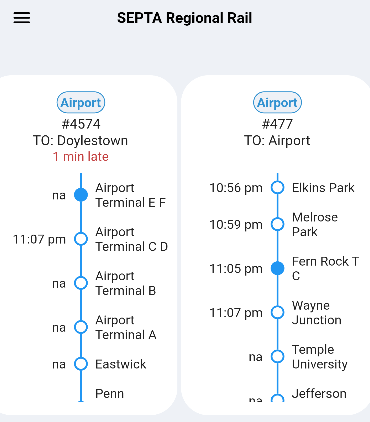 SEPTA Regional Rail
Airport
#4574
TO: Doylestown
1 min late
na
Airport
Terminal E F
11:07 pm
Airport
Terminal C D
na
Airport
Terminal B
na
Airport
Terminal A
na
Eastwick
Penn
Airport
#477
TO: Airport
10:56 pm
Elkins Park
10:59 pm
Melrose
Park
11:05 pm
Fern Rock T
C
11:07 pm
Wayne
Junction
na
Temple
University
na
Jefferson